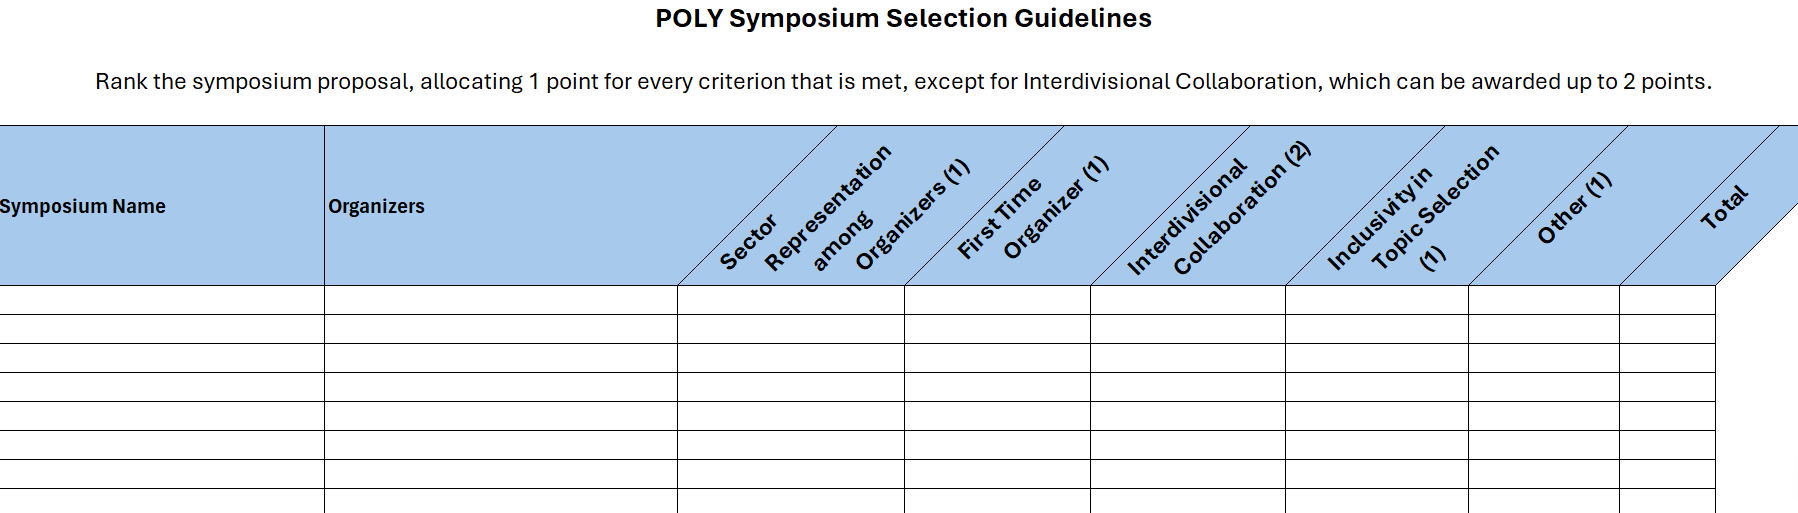 POLY Symposium Selection Guidelines
Rank the symposium proposal, allocating 1 point for every criterion that is met, except for Interdivisional Collaboration, which can be awarded up to 2 points.
Symposium Name
Organizers
Sector
Representation
among
Organizers (1)
First Time
Organizer (1)
Interdivisional
Collaboration (2)
Inclusivity in
Topic Selection
(1)
Other (1)
Total